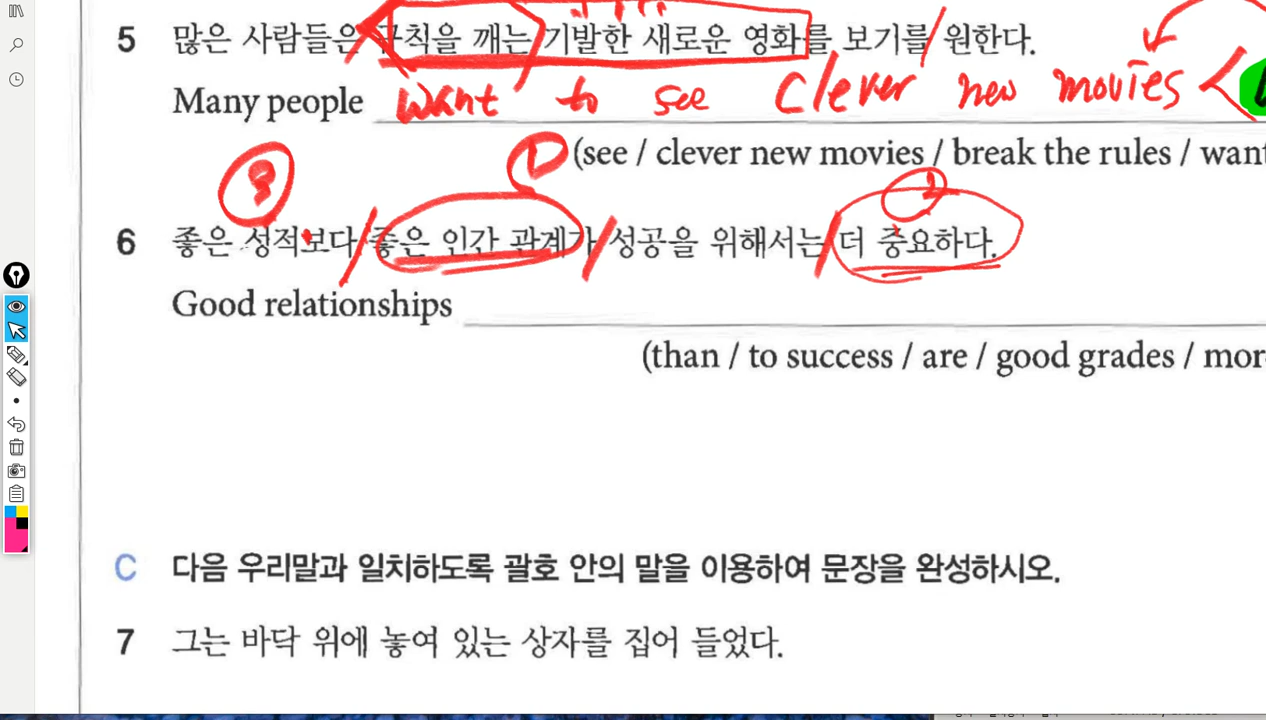 5 많은 사람들은 규칙을 깨는 기발한 새로운 영화를 보기를 원한다.
Many people want to see clever new movies
(see / clever new movies / break the rules / want
3 1 2
6 좋은 성적보다 좋은 인간 관계가 성공을 위해서는 더 중요하다.
Good relationships
(than / to success / are / good grades / mor
C 다음 우리말과 일치하도록 괄호 안의 말을 이용하여 문장을 완성하시오.
7 그는 바닥 위에 놓여 있는 상자를 집어 들었다.